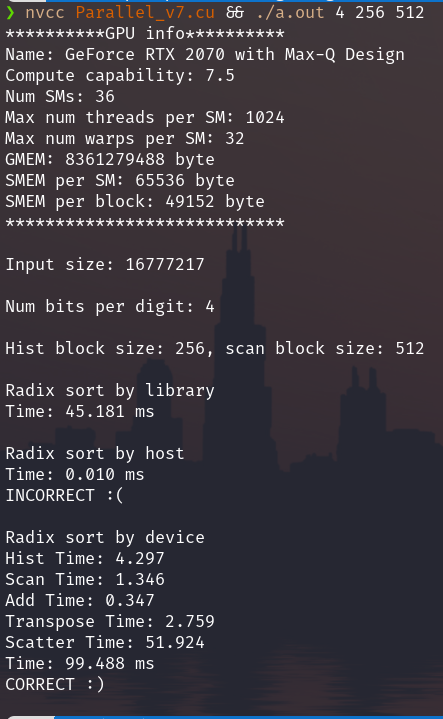 ❯ nvcc Parallel_v7.cu && ./a.out 4 256 512
**********GPU info**********
Name: GeForce RTX 2070 with Max-Q Design
Compute capability: 7.5
Num SMs: 36
Max num threads per SM: 1024
Max num warps per SM: 32
GMEM: 8361279488 byte
SMEM per SM: 65536 byte
SMEM per block: 49152 byte
****************************
Input size: 16777217
Num bits per digit: 4
Hist block size: 256, scan block size: 512
Radix sort by library
Time: 45.181 ms
Radix sort by host
Time: 0.010 ms
INCORRECT :(
Radix sort by device
Hist Time: 4.297
Scan Time: 1.346
Add Time: 0.347
Transpose Time: 2.759
Scatter Time: 51.924
Time: 99.488 ms
CORRECT :)